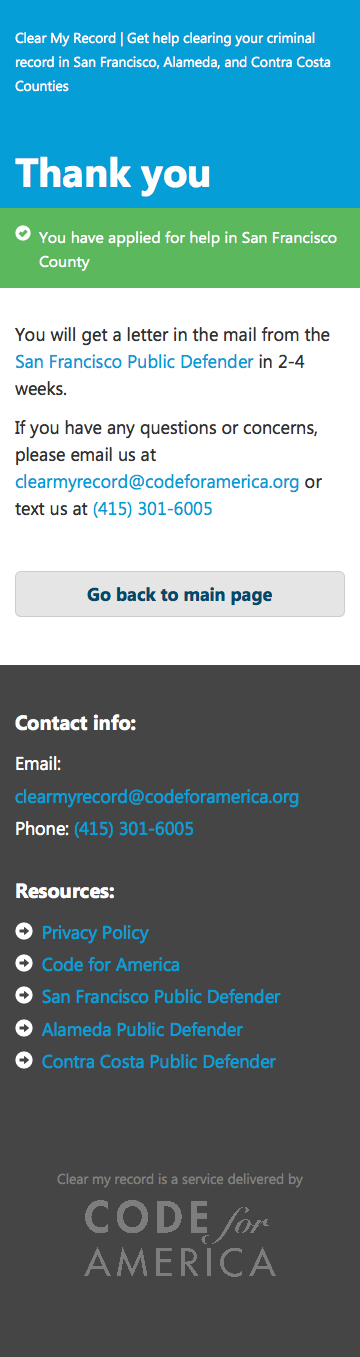 Clear My Record | Get help clearing your criminal
record in San Francisco, Alameda, and Contra Costa
Counties
Thank you
You have applied for help in San Francisco
County
You will get a letter in the mail from the
San Francisco Public Defender in 2-4
weeks.
If you have any questions or concerns,
please email us at
clearmyrecord@codeforamerica.org or
text us at (415) 301-6005
Go back to main page
Contact info:
Email:
clearmyrecord@codeforamerica.org
Phone: (415) 301-6005
Resources:
Privacy Policy
Code for America
San Francisco Public Defender
Alameda Public Defender
Contra Costa Public Defender
Clear my record is a service delivered by
CODE for
AMERICA